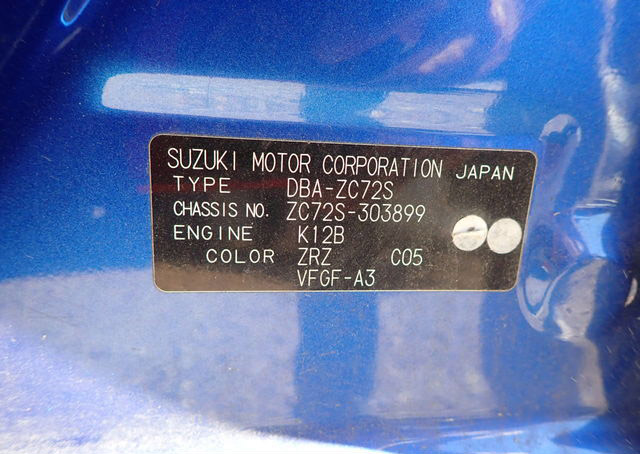 SUZUKI MOTOR CORPORATION JAPAN
TYPE DBA-ZC72S
CHASSIS NO. ZC72S-303899
ENGINE K12B
COLOR ZRZ C05
VFGF-A3